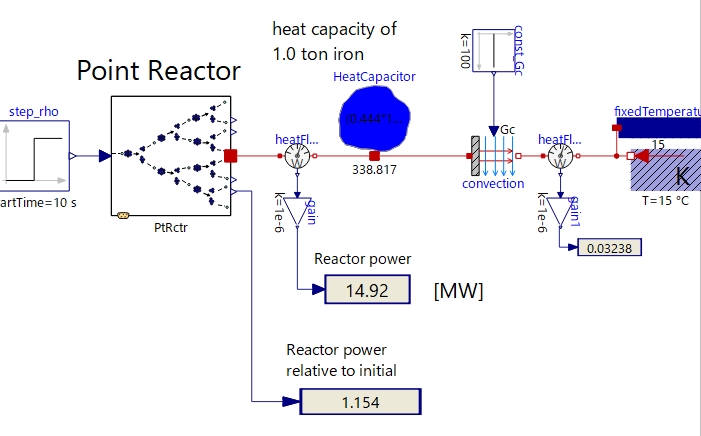 heat capacity of
1.0 ton iron
Point Reactor
HeatCapacitor
const_Gc
k=100
step_rho
fixedTemperatu
(0.444*1...
heatFl...
Gc
heatFl...
15
338.817
convection
K
artTime=10 s
T=15 °C
PtRctr
gain
k=1e-6
gain1
k=1e-6
0.03238
Reactor power
14.92
[MW]
Reactor power
relative to initial
1.154
W
W